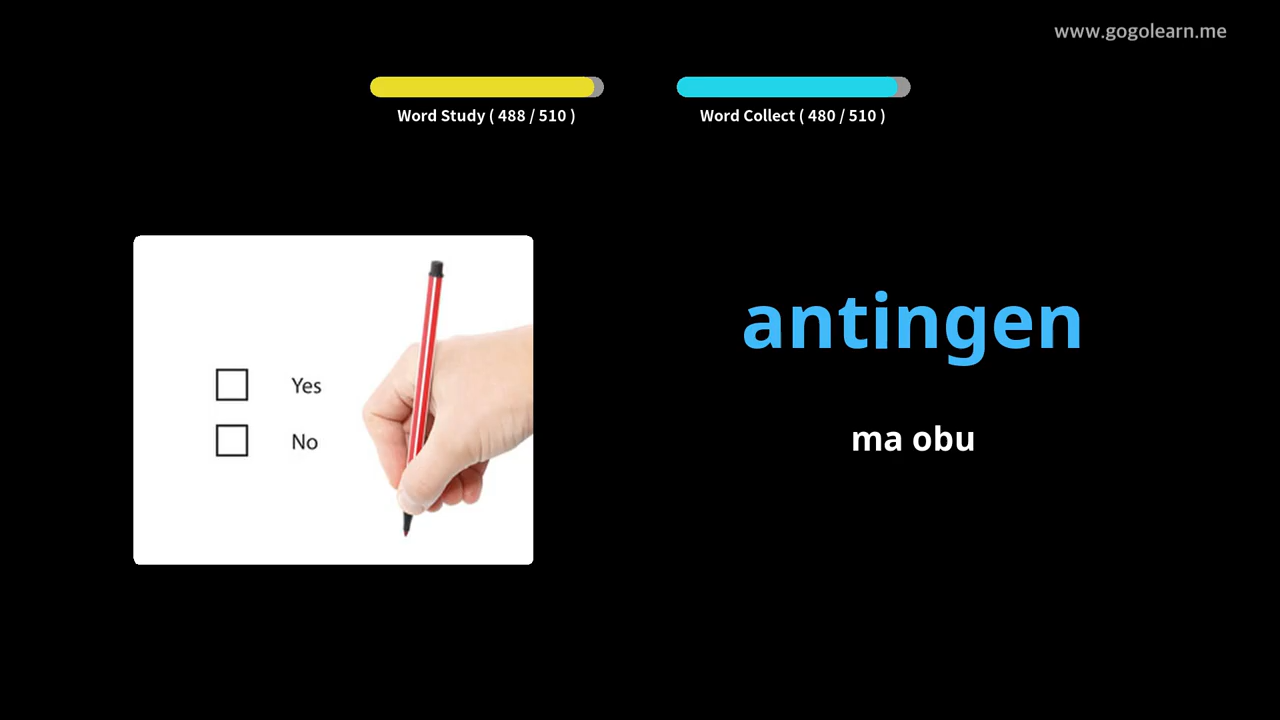 www.gogolearn.me
Word Study ( 488 / 510 )
Word Collect ( 480 / 510 )
Yes
No
antingen
ma obu